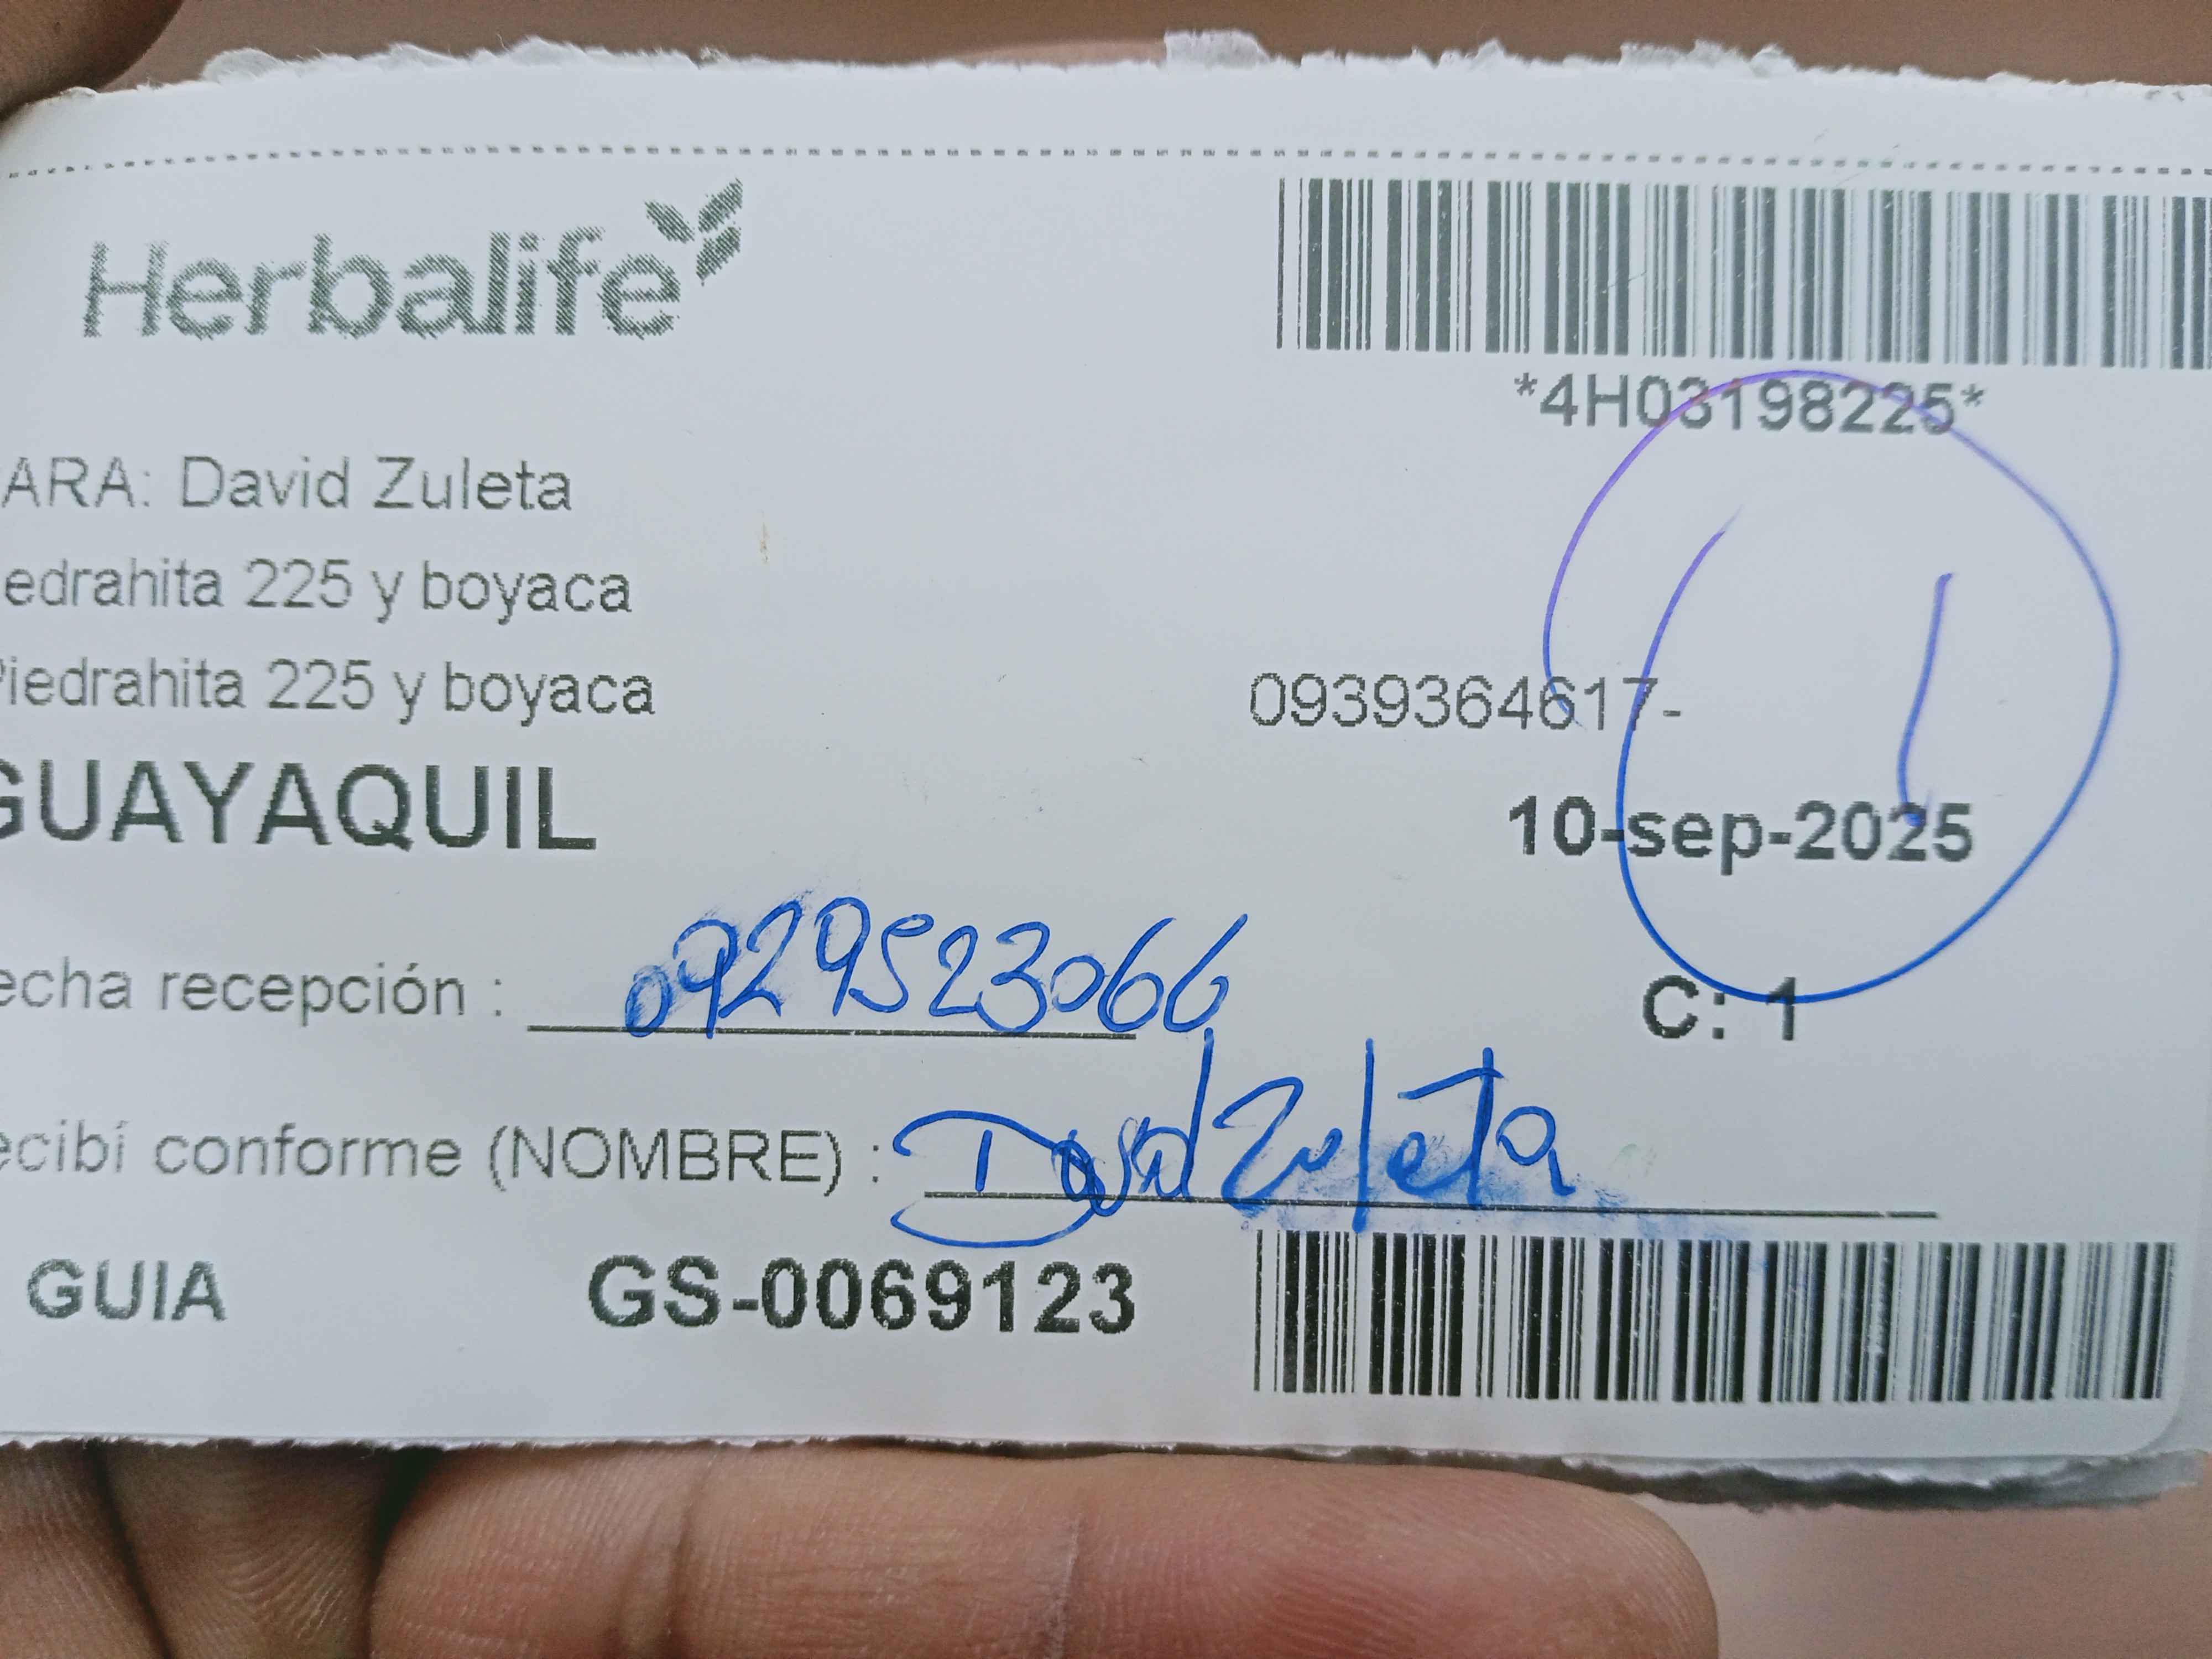 Herbalife
*4H03198225*
ARA: David Zuleta
edrahita 225 y boyaca
Piedrahita 225 y boyaca
0939364617-
GUAYAQUIL
10-sep-2025
echa recepción : 0929523066
C: 1
ecibí conforme (NOMBRE) : David Zuleta
GUIA GS-0069123